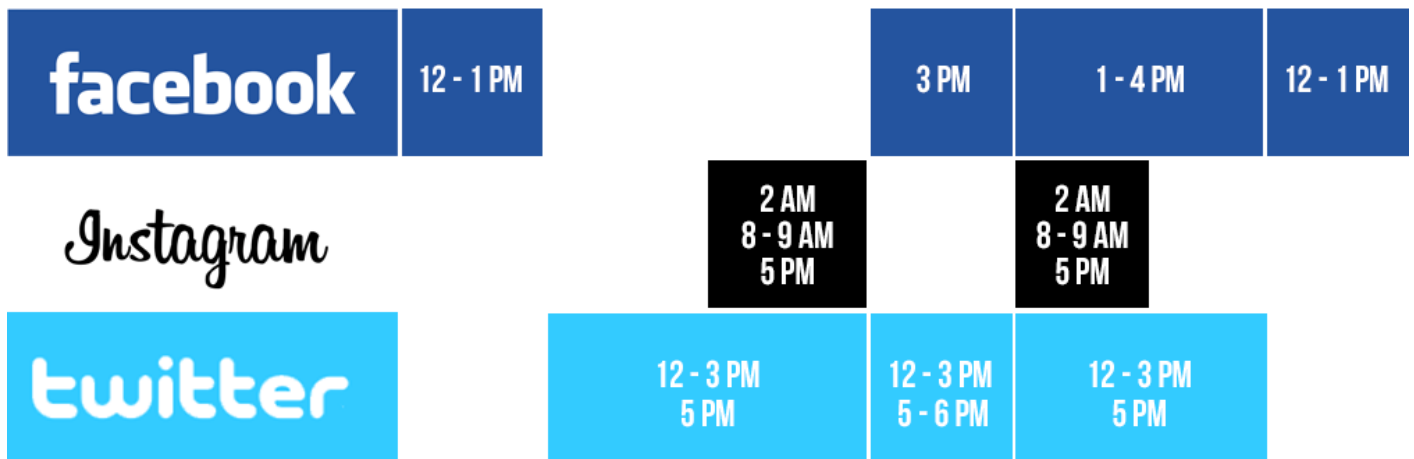 facebook
12 - 1 PM
3 PM
1 - 4 PM
12 - 1 PM
Instagram
2 AM
8 - 9 AM
5 PM
2 AM
8 - 9 AM
5 PM
twitter
12 - 3 PM
5 PM
12 - 3 PM
5 - 6 PM
12 - 3 PM
5 PM